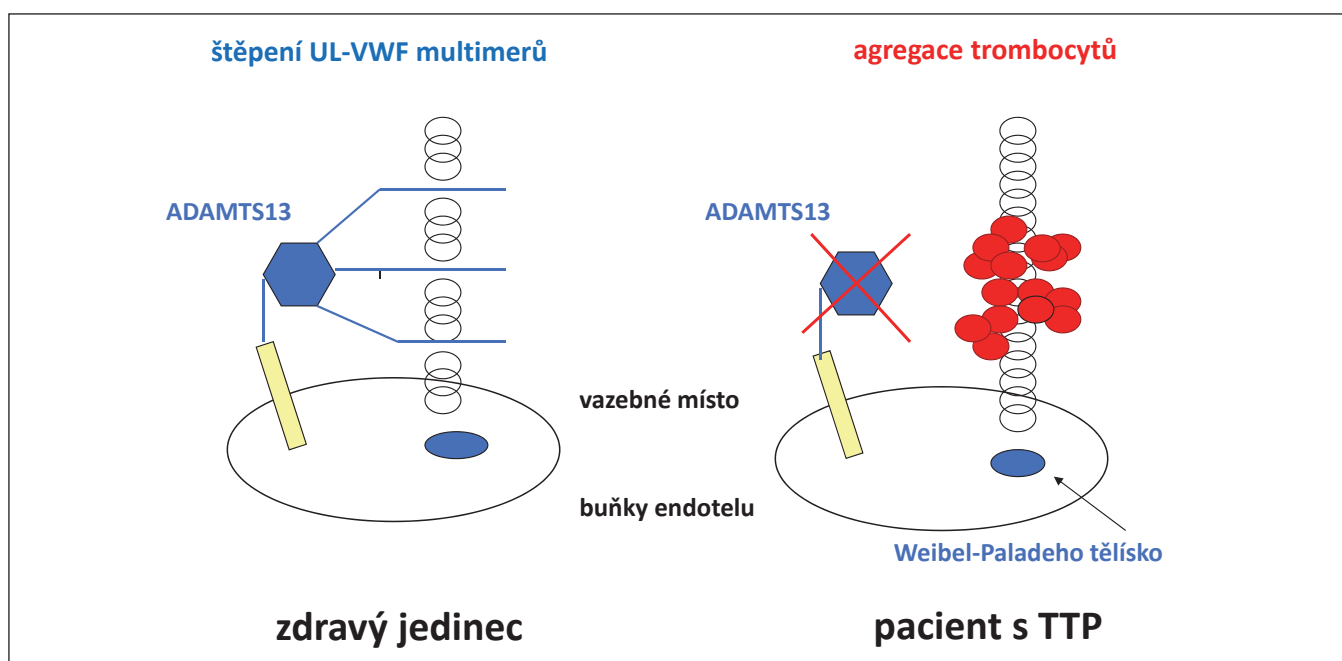 štěpení UL-VWF multimerů
agregace trombocytů
ADAMTS13
ADAMTS13
vazebné místo
buňky endotelu
Weibel-Paladeho tělísko
zdravý jedinec
pacient s TTP